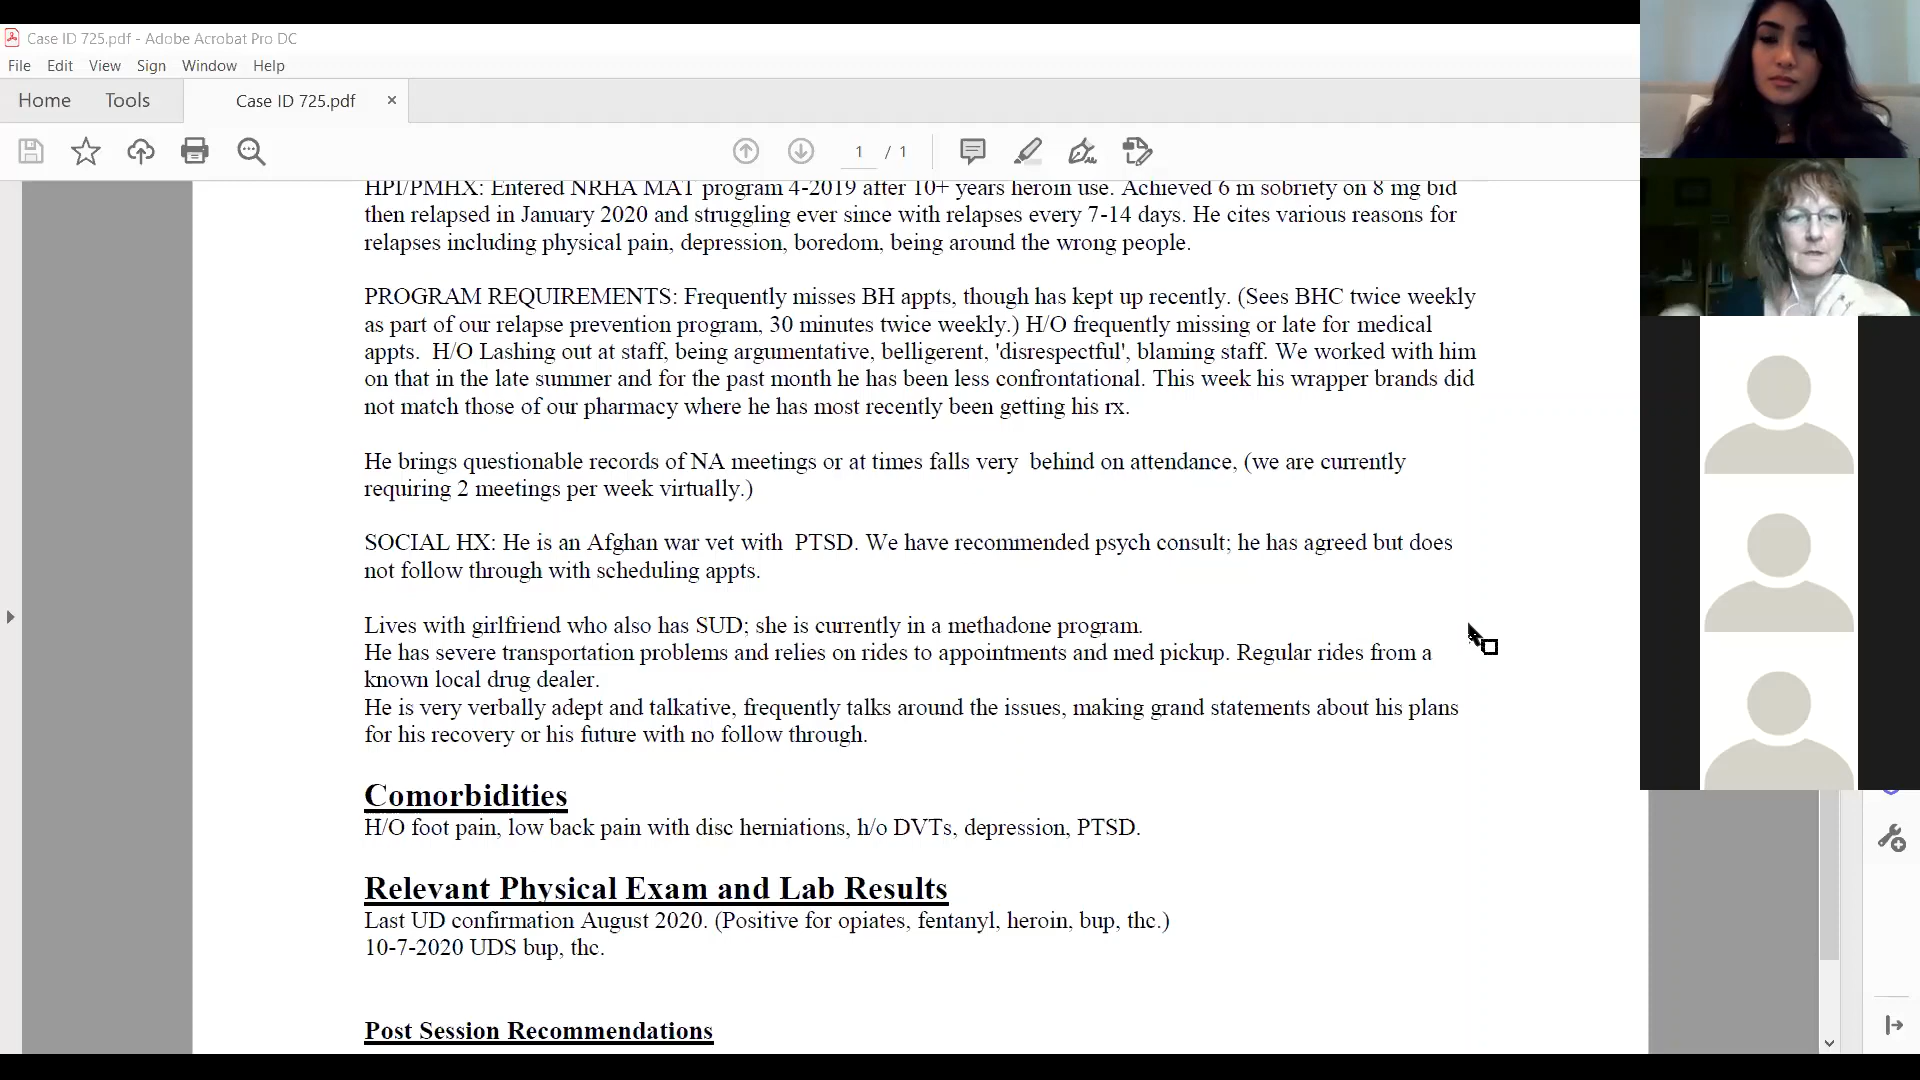 Case ID 725.pdf - Adobe Acrobat Pro DC
File Edit View Sign Window Help
Home Tools Case ID 725.pdf ×
1 / 1
HPI/PMHX: Entered NRHA MAT program 4-2019 after 10+ years heroin use. Achieved 6 m sobriety on 8 mg bid
then relapsed in January 2020 and struggling ever since with relapses every 7-14 days. He cites various reasons for
relapses including physical pain, depression, boredom, being around the wrong people.
PROGRAM REQUIREMENTS: Frequently misses BH appts, though has kept up recently. (Sees BHC twice weekly
as part of our relapse prevention program, 30 minutes twice weekly.) H/O frequently missing or late for medical
appts.  H/O Lashing out at staff, being argumentative, belligerent, 'disrespectful', blaming staff. We worked with him
on that in the late summer and for the past month he has been less confrontational. This week his wrapper brands did
not match those of our pharmacy where he has most recently been getting his rx.
He brings questionable records of NA meetings or at times falls very  behind on attendance, (we are currently
requiring 2 meetings per week virtually.)
SOCIAL HX: He is an Afghan war vet with  PTSD. We have recommended psych consult; he has agreed but does
not follow through with scheduling appts.
Lives with girlfriend who also has SUD; she is currently in a methadone program.
He has severe transportation problems and relies on rides to appointments and med pickup. Regular rides from a
known local drug dealer.
He is very verbally adept and talkative, frequently talks around the issues, making grand statements about his plans
for his recovery or his future with no follow through.
Comorbidities
H/O foot pain, low back pain with disc herniations, h/o DVTs, depression, PTSD.
Relevant Physical Exam and Lab Results
Last UD confirmation August 2020. (Positive for opiates, fentanyl, heroin, bup, thc.)
10-7-2020 UDS bup, thc.
Post Session Recommendations